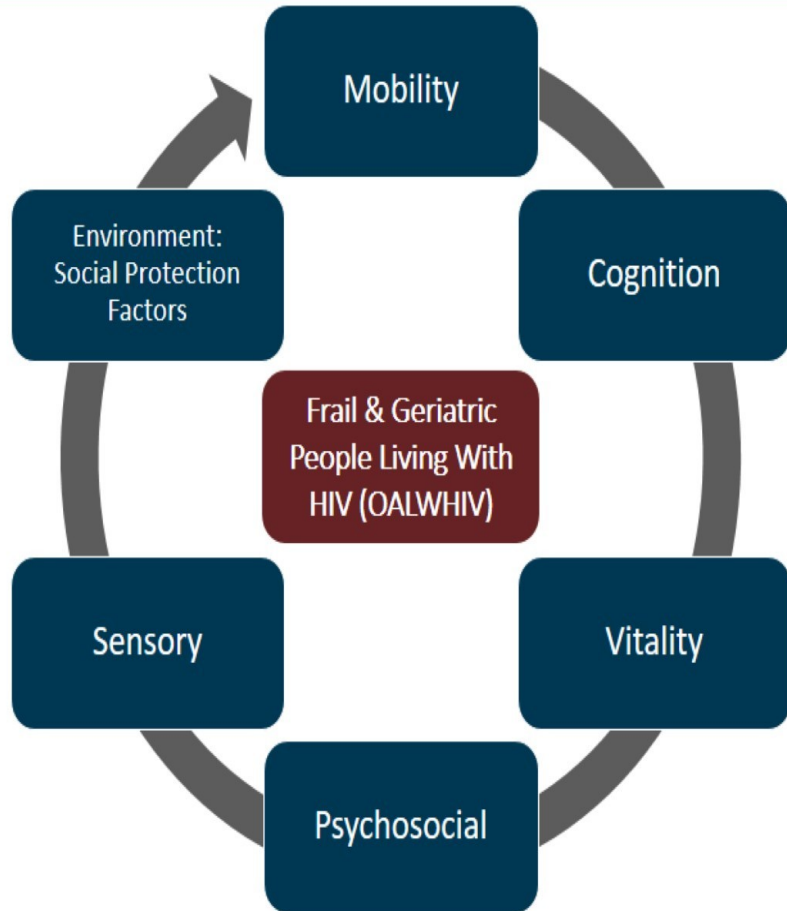 Mobility
Cognition
Vitality
Psychosocial
Sensory
Environment:
Social Protection
Factors
Frail & Geriatric
People Living With
HIV (OALWHIV)